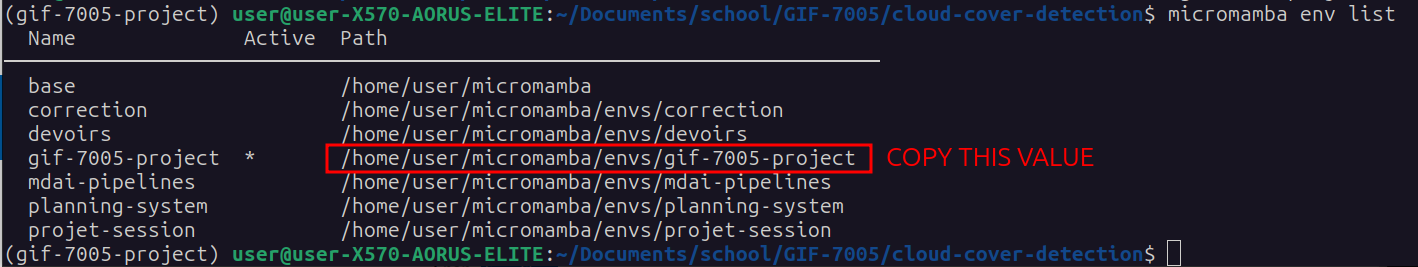 (gif-7005-project) user@user-X570-AORUS-ELITE:~/Documents/school/GIF-7005/cloud-cover-detection$ micromamba env list
Name Active Path
base /home/user/micromamba
correction /home/user/micromamba/envs/correction
devoirs /home/user/micromamba/envs/devoirs
gif-7005-project * /home/user/micromamba/envs/gif-7005-project COPY THIS VALUE
mdai-pipelines /home/user/micromamba/envs/mdai-pipelines
planning-system /home/user/micromamba/envs/planning-system
projet-session /home/user/micromamba/envs/projet-session
(gif-7005-project) user@user-X570-AORUS-ELITE:~/Documents/school/GIF-7005/cloud-cover-detection$